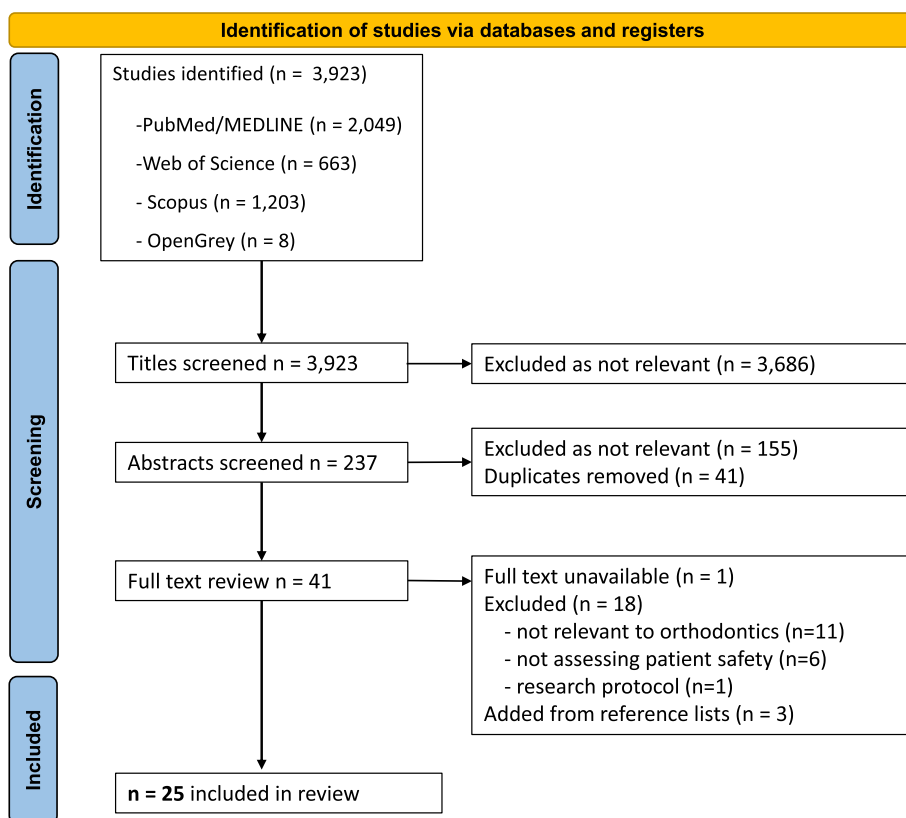 Identification of studies via databases and registers
Identification
Studies identified (n =  3,923)
-PubMed/MEDLINE (n = 2,049)
-Web of Science (n = 663)
- Scopus (n = 1,203)
- OpenGrey (n = 8)
Screening
Titles screened n = 3,923
Excluded as not relevant (n = 3,686)
Abstracts screened n = 237
Excluded as not relevant (n = 155)
Duplicates removed (n = 41)
Full text review n = 41
Full text unavailable (n = 1)
Excluded (n = 18)
- not relevant to orthodontics (n=11)
- not assessing patient safety (n=6)
- research protocol (n=1)
Added from reference lists (n = 3)
Included
n = 25 included in review